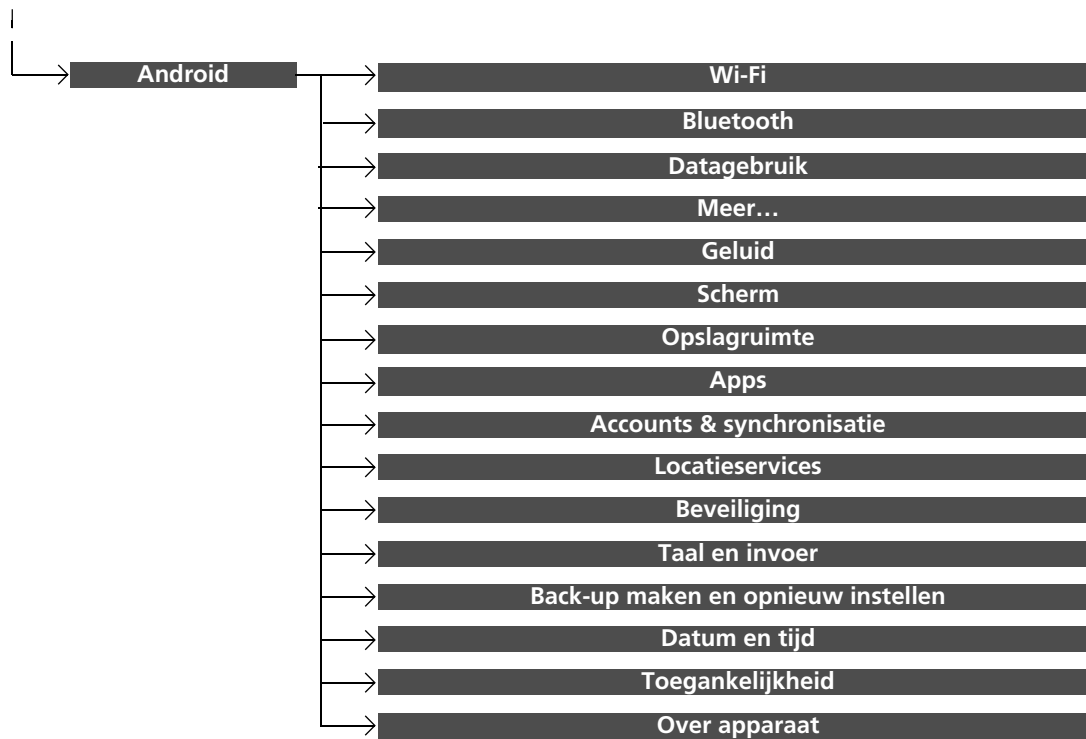 Android
Wi-Fi
Bluetooth
Datagebruik
Meer…
Geluid
Scherm
Opslagruimte
Apps
Accounts & synchronisatie
Locatieservices
Beveiliging
Taal en invoer
Back-up maken en opnieuw instellen
Datum en tijd
Toegankelijkheid
Over apparaat